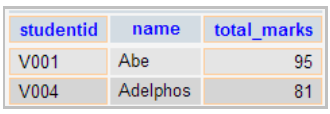 studentid name total_marks
V001 Abe 95
V004 Adelphos 81